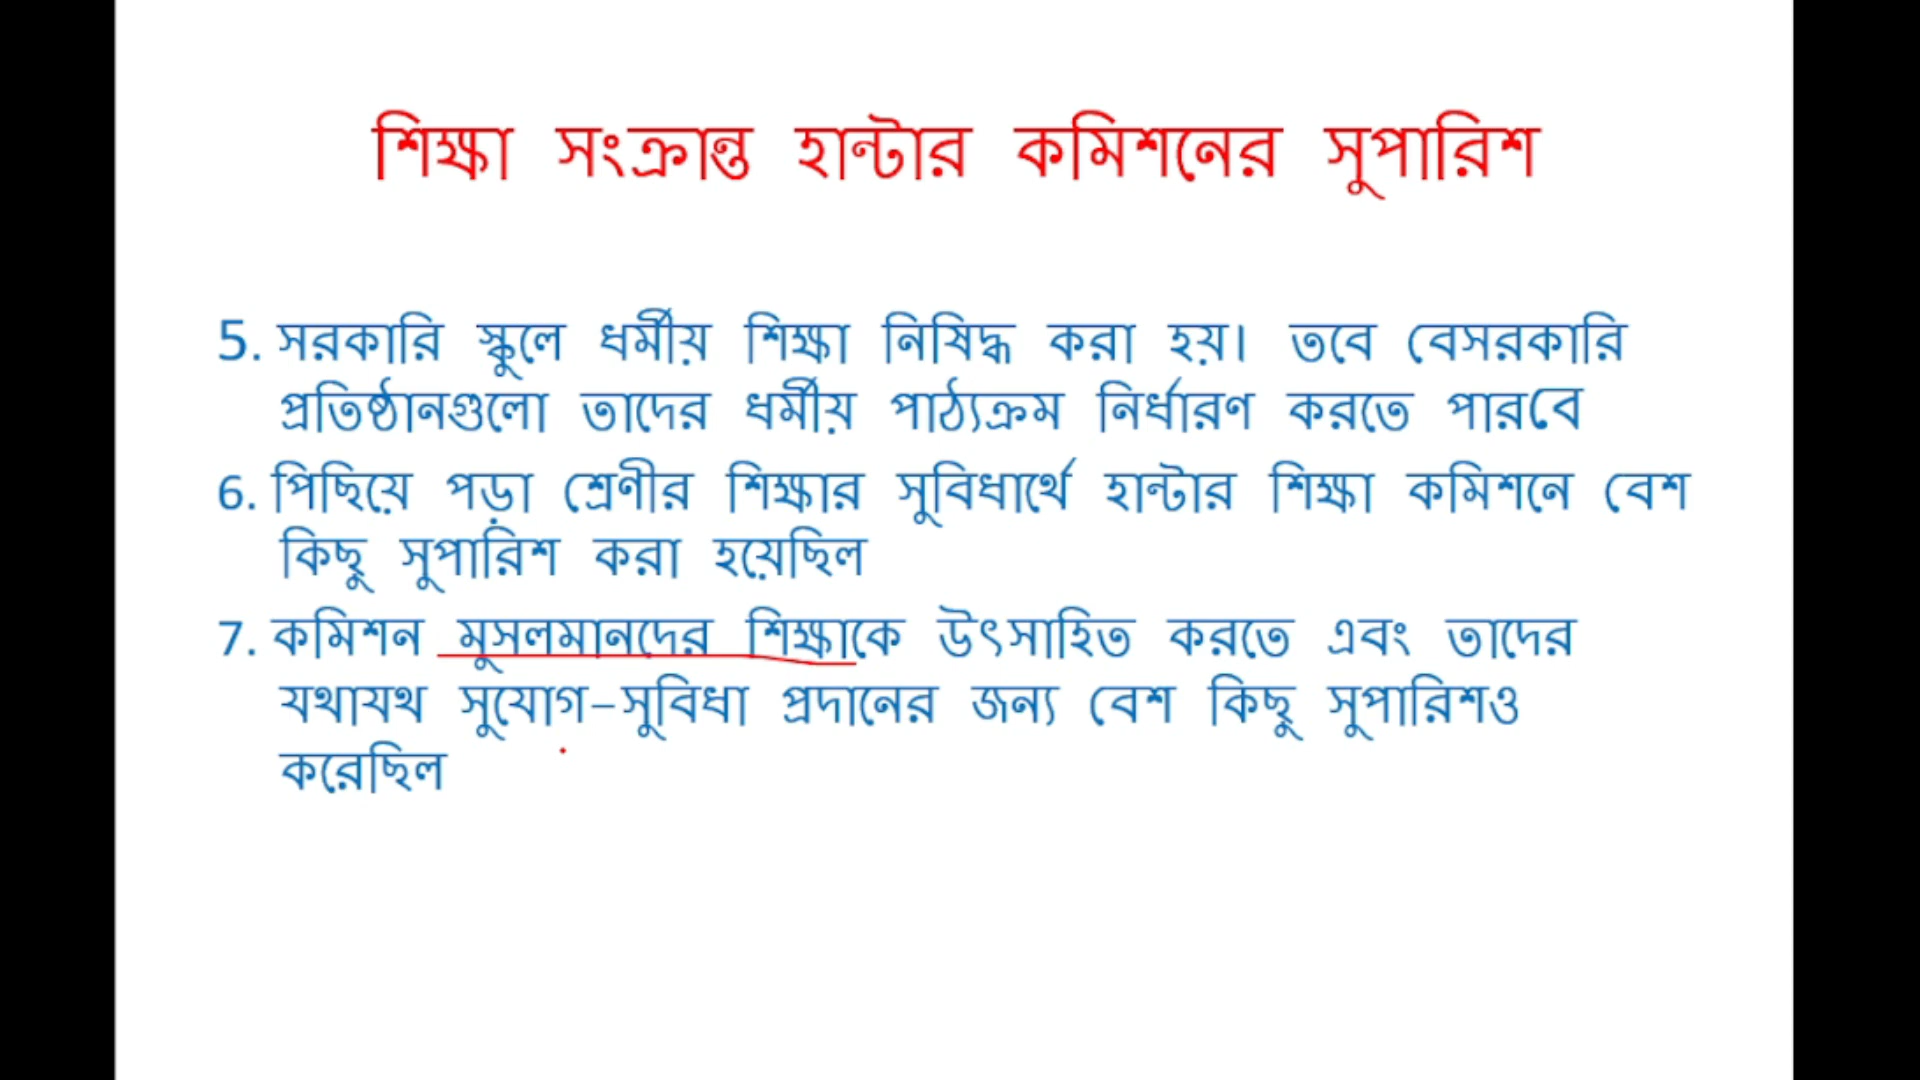 শিক্ষা সংক্রান্ত হান্টার কমিশনের সুপারিশ
5. সরকারি স্কুলে ধর্মীয় শিক্ষা নিষিদ্ধ করা হয়। তবে বেসরকারি
প্রতিষ্ঠানগুলো তাদের ধর্মীয় পাঠ্যক্রম নির্ধারণ করতে পারবে
6. পিছিয়ে পড়া শ্রেণীর শিক্ষার সুবিধার্থে হান্টার শিক্ষা কমিশনে বেশ
কিছু সুপারিশ করা হয়েছিল
7. কমিশন মুসলমানদের শিক্ষাকে উৎসাহিত করতে এবং তাদের
যথাযথ সুযোগ-সুবিধা প্রদানের জন্য বেশ কিছু সুপারিশও
করেছিল